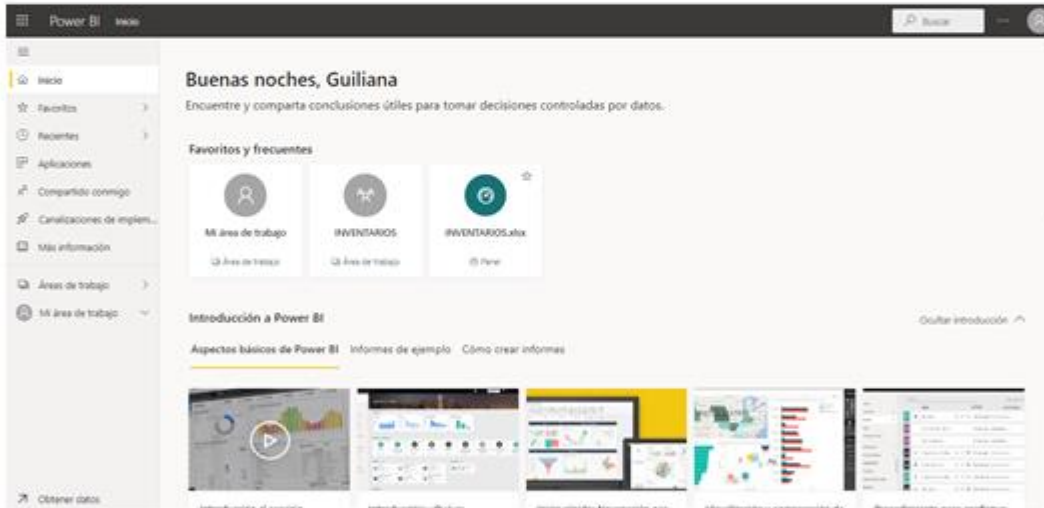 Power BI Inicio
Buscar
Inicio
Favoritos
Recientes
Aplicaciones
Compartido conmigo
Canalizaciones de implem...
Más información
Áreas de trabajo
Mi área de trabajo
Obtener datos
Buenas noches, Guiliana
Encuentre y comparta conclusiones útiles para tomar decisiones controladas por datos.
Favoritos y frecuentes
Mi área de trabajo
Área de trabajo
INVENTARIOS
Área de trabajo
INVENTARIOS.xlsx
Panel
Introducción a Power BI
Ocultar introducción
Aspectos básicos de Power BI Informes de ejemplo Cómo crear informes